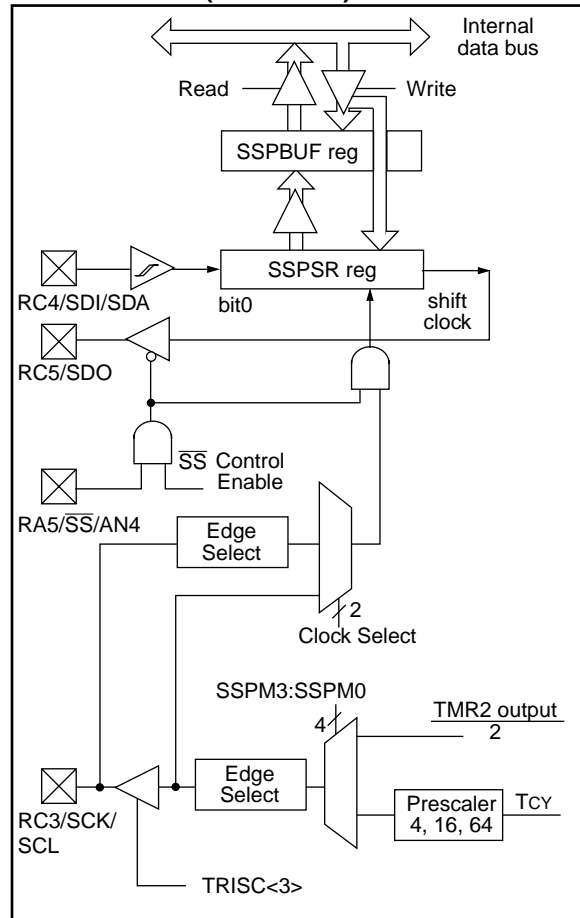 Internal
data bus
Read
Write
SSPBUF reg
SSPSR reg
RC4/SDI/SDA
bit0
shift
clock
RC5/SDO
SS Control
Enable
RA5/SS/AN4
Edge
Select
2
Clock Select
SSPM3:SSPM0
TMR2 output
4
2
Edge
Select
Prescaler
4, 16, 64
TCY
RC3/SCK/
SCL
TRISC<3>